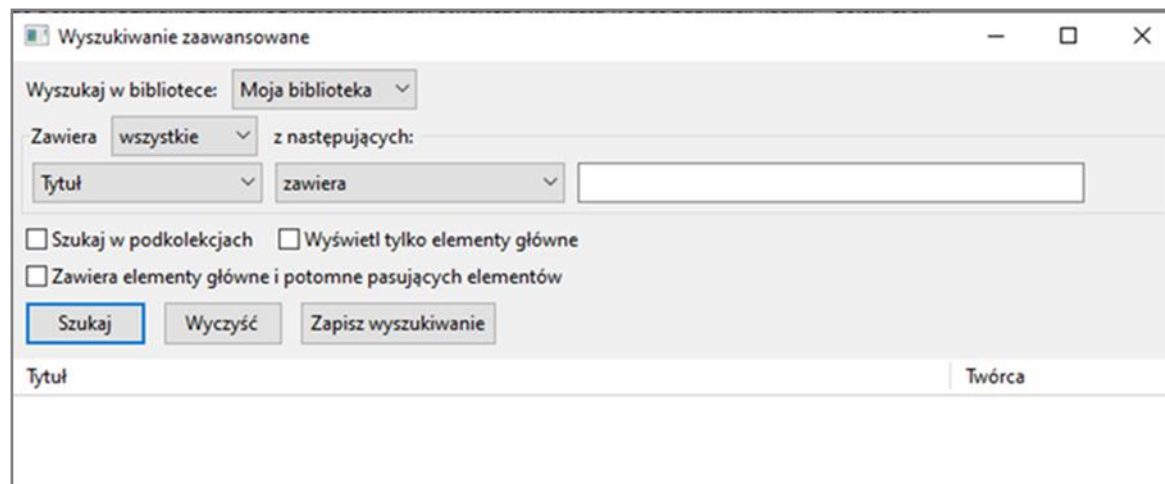 Wyszukiwanie zaawansowane
Wyszukaj w bibliotece: Moja biblioteka
Zawiera wszystkie z następujących:
Tytuł zawiera
Szukaj w podkolekcjach Wyświetl tylko elementy główne
Zawiera elementy główne i potomne pasujących elementów
Szukaj Wyczyść Zapisz wyszukiwanie
Tytuł Twórca